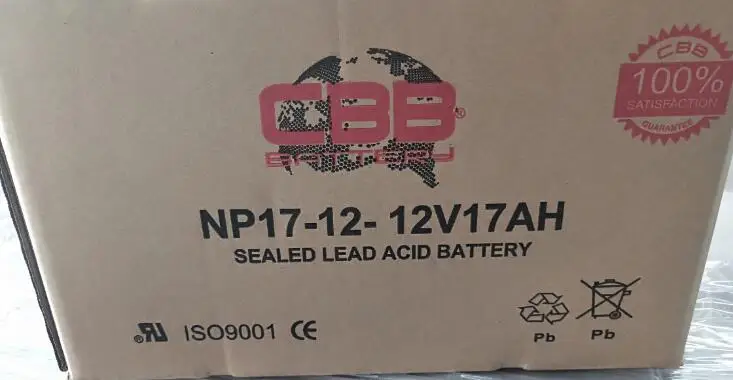 CBB®
BATTERY
CBB
100%
SATISFACTION
GUARANTEE
NP17-12- 12V17AH
SEALED LEAD ACID BATTERY
ISO9001 CE
Pb
Pb